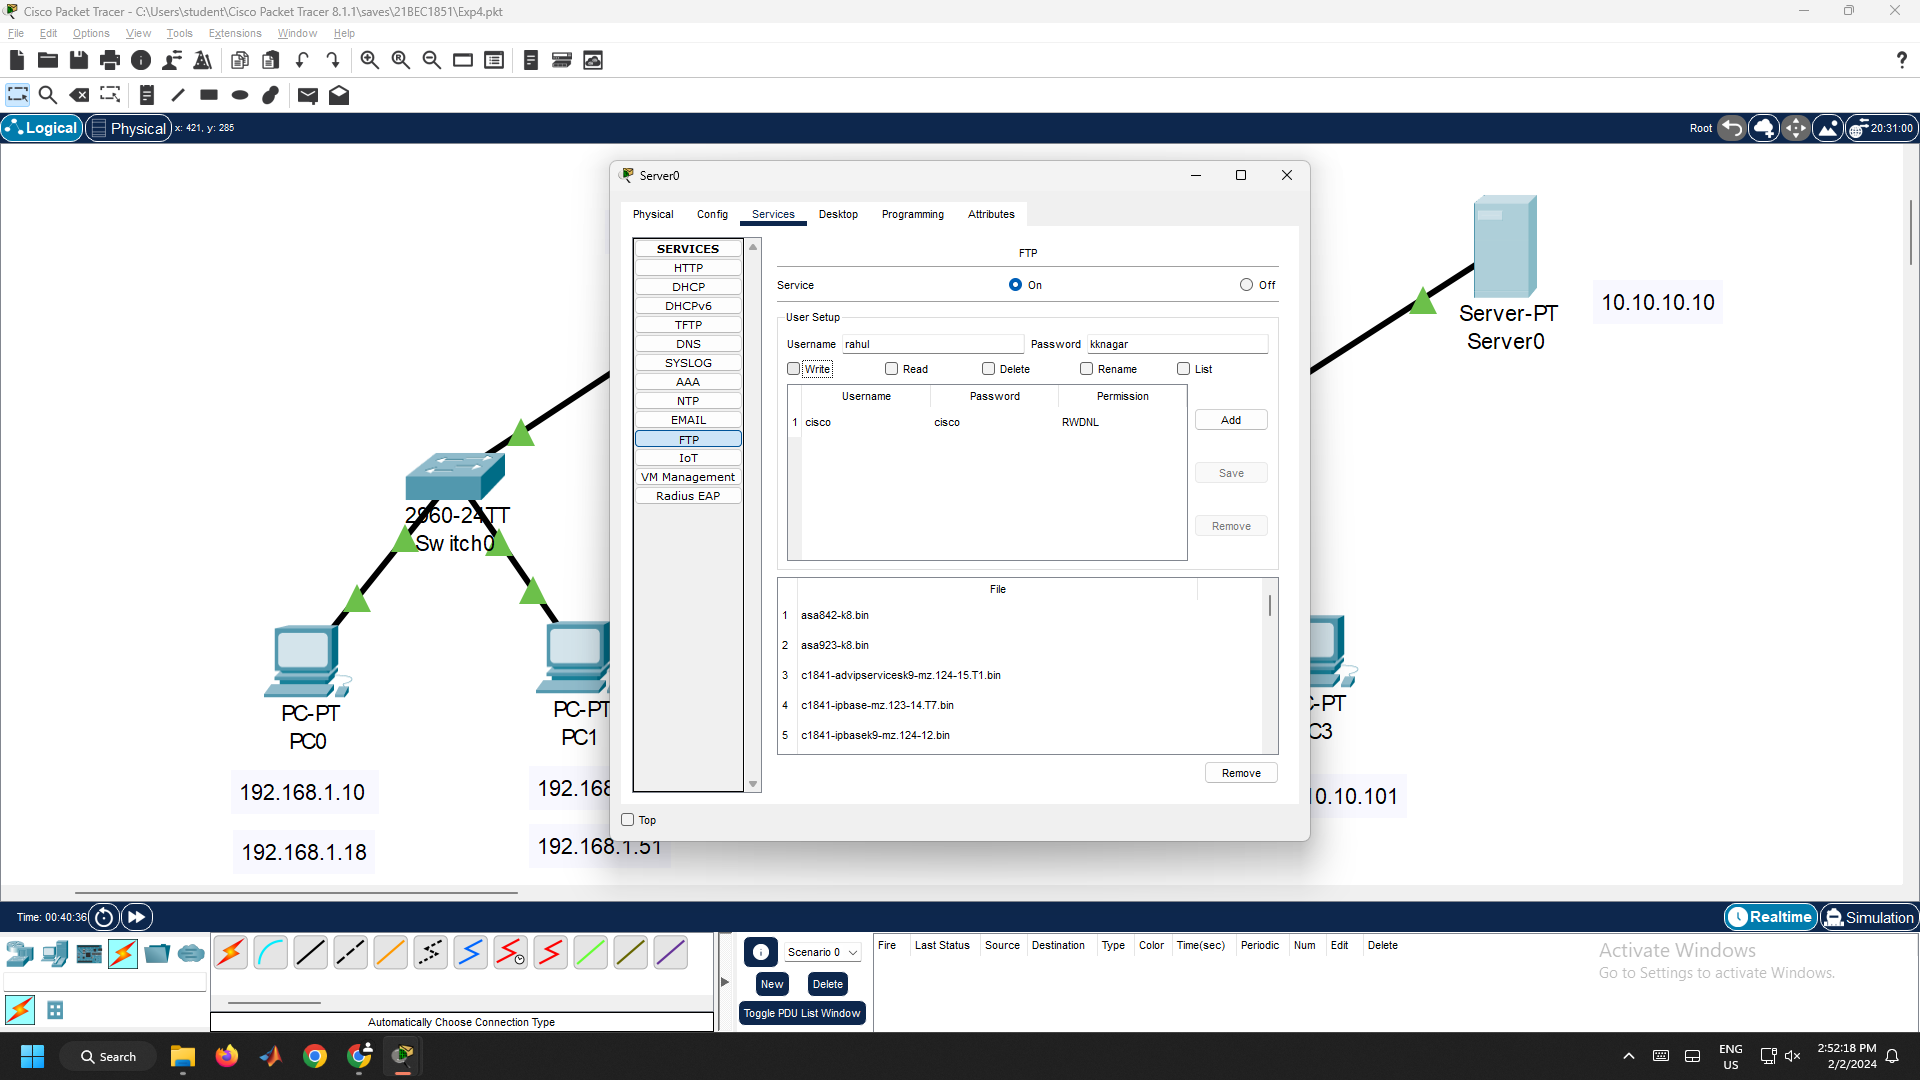 Cisco Packet Tracer - C:\Users\student\Cisco Packet Tracer 8.1.1\saves\21BEC1851\Exp4.pkt
File Edit Options View Tools Extensions Window Help
Logical Physical x: 421, y: 285 Root 20:31:00
Server0
Physical Config Services Desktop Programming Attributes
SERVICES
HTTP
DHCP
DHCPv6
TFTP
DNS
SYSLOG
AAA
NTP
EMAIL
FTP
IoT
VM Management
Radius EAP
FTP
Service On Off
User Setup
Username rahul Password kknagar
Write Read Delete Rename List
Username Password Permission
1 cisco cisco RWDNL
Add
Save
Remove
File
1 asa842-k8.bin
2 asa923-k8.bin
3 c1841-advipservicesk9-mz.124-15.T1.bin
4 c1841-ipbase-mz.123-14.T7.bin
5 c1841-ipbasek9-mz.124-12.bin
Remove
Top
Server-PT
Server0
10.10.10.10
2960-24TT
Switch0
PC-PT
PC0
PC-PT
PC1
-PT
C3
192.168.1.10
192.168
0.10.101
192.168.1.18
192.168.1.51
Time: 00:40:36 Realtime Simulation
Scenario 0
New Delete
Toggle PDU List Window
Fire Last Status Source Destination Type Color Time(sec) Periodic Num Edit Delete
Activate Windows
Go to Settings to activate Windows.
Automatically Choose Connection Type
Search
ENG
US
2:52:18 PM
2/2/2024